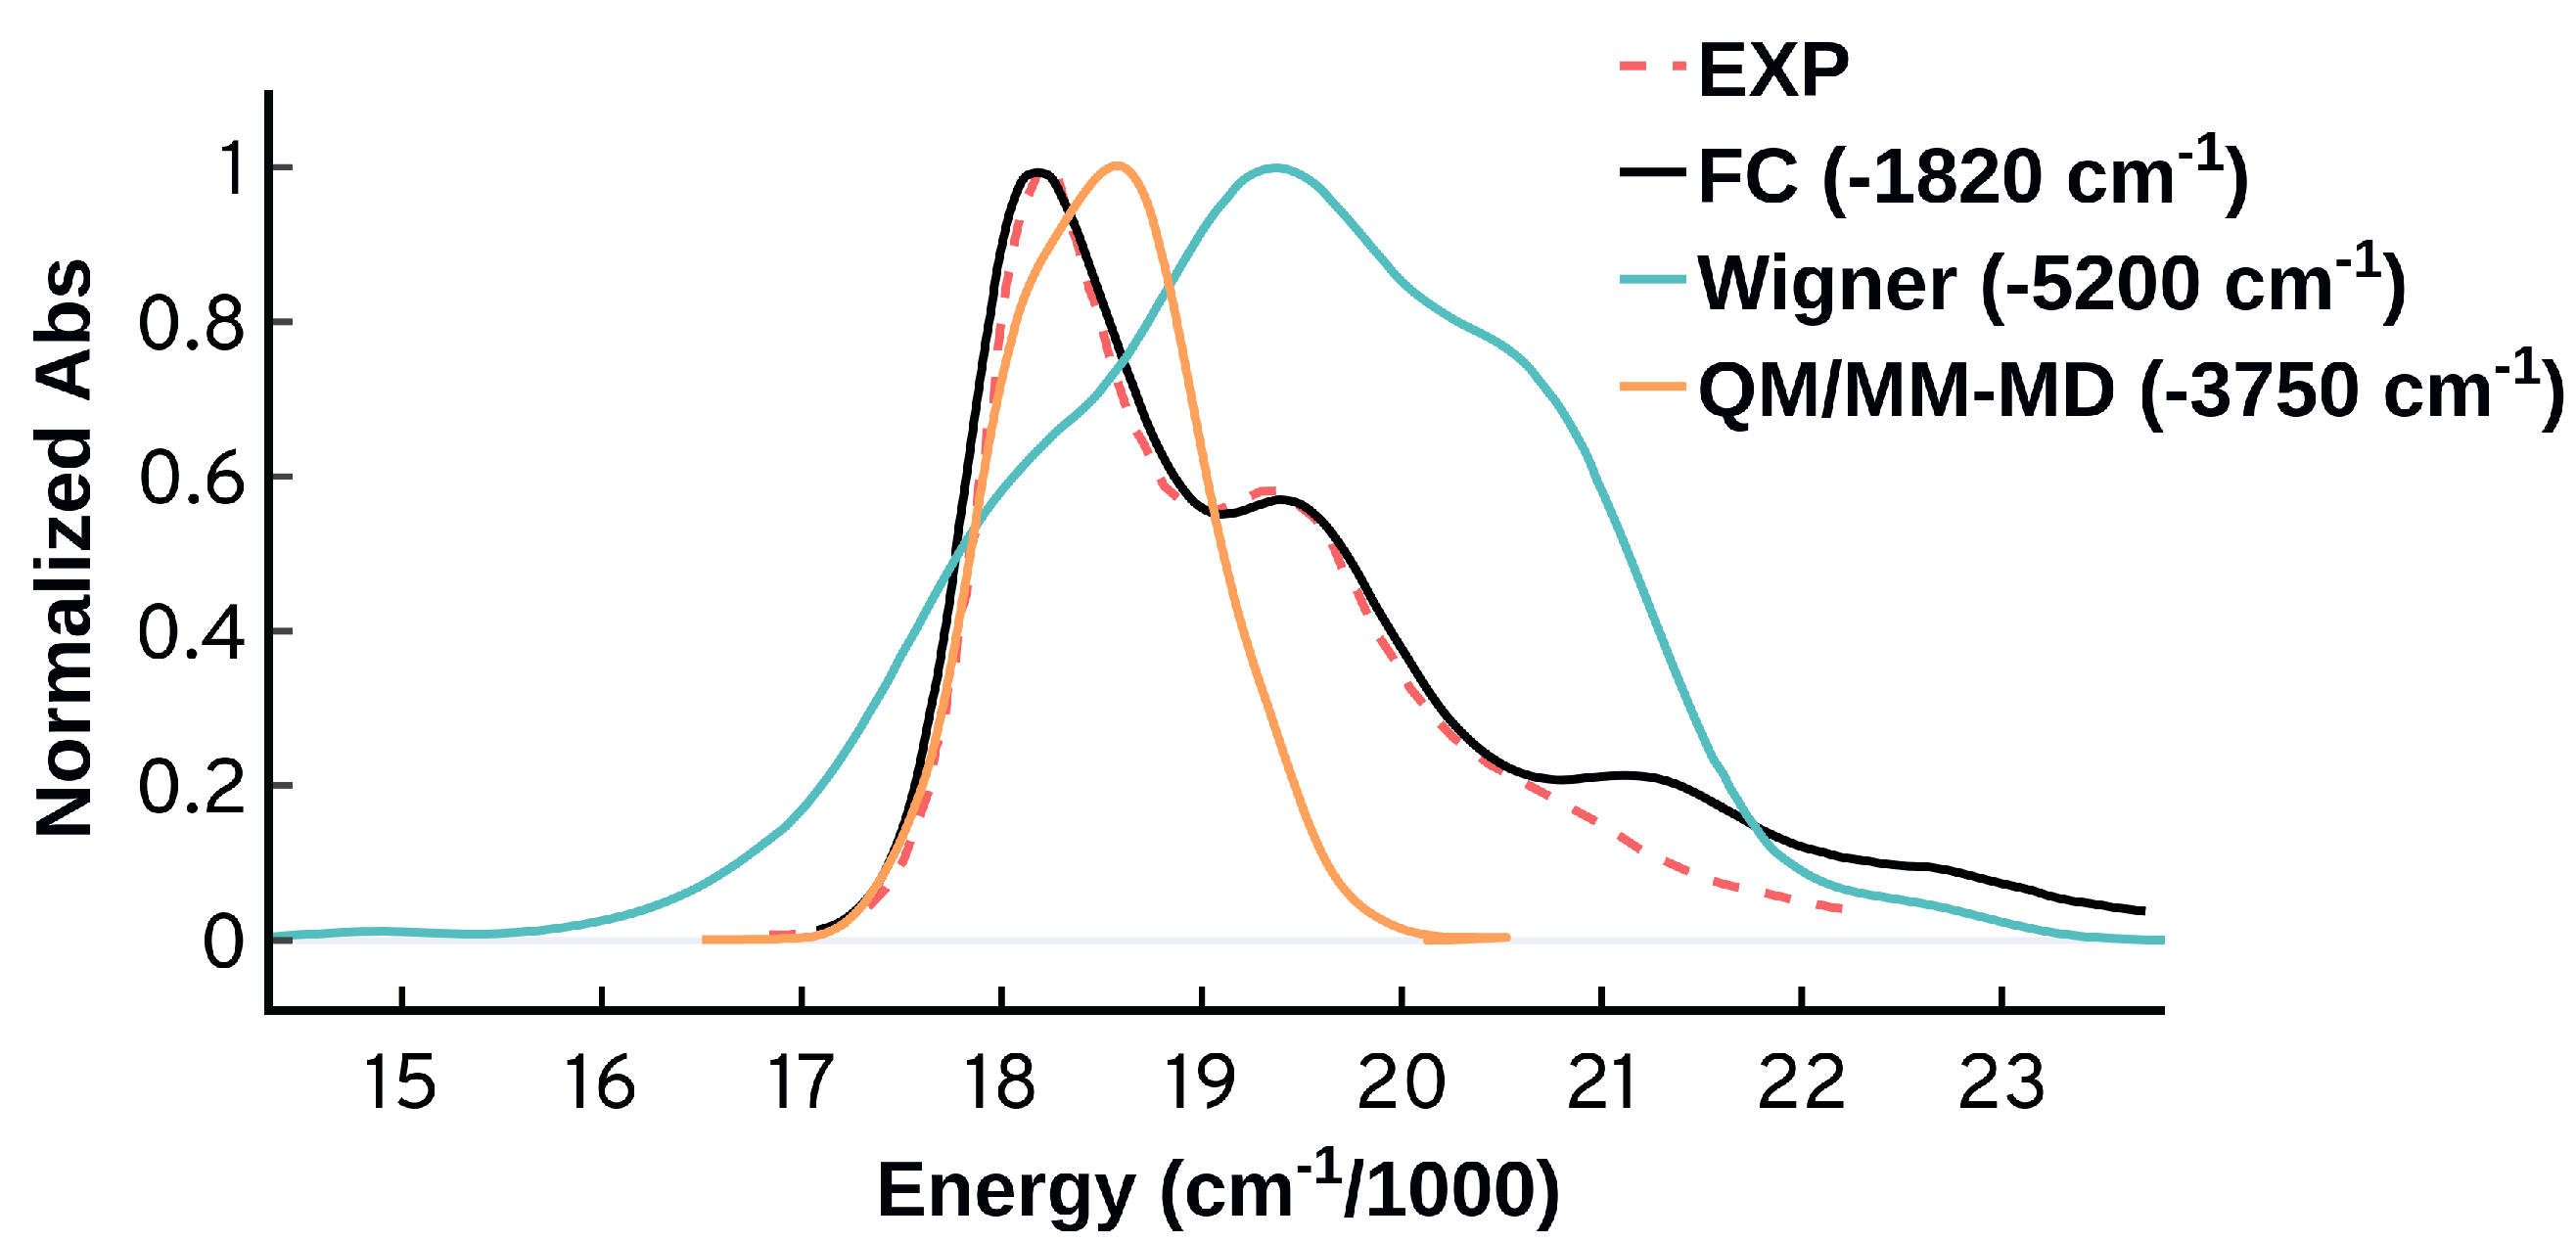 EXP
FC (-1820 cm-1)
Wigner (-5200 cm-1)
QM/MM-MD (-3750 cm-1)
Normalized Abs
1
0.8
0.6
0.4
0.2
0
15 16 17 18 19 20 21 22 23
Energy (cm-1/1000)